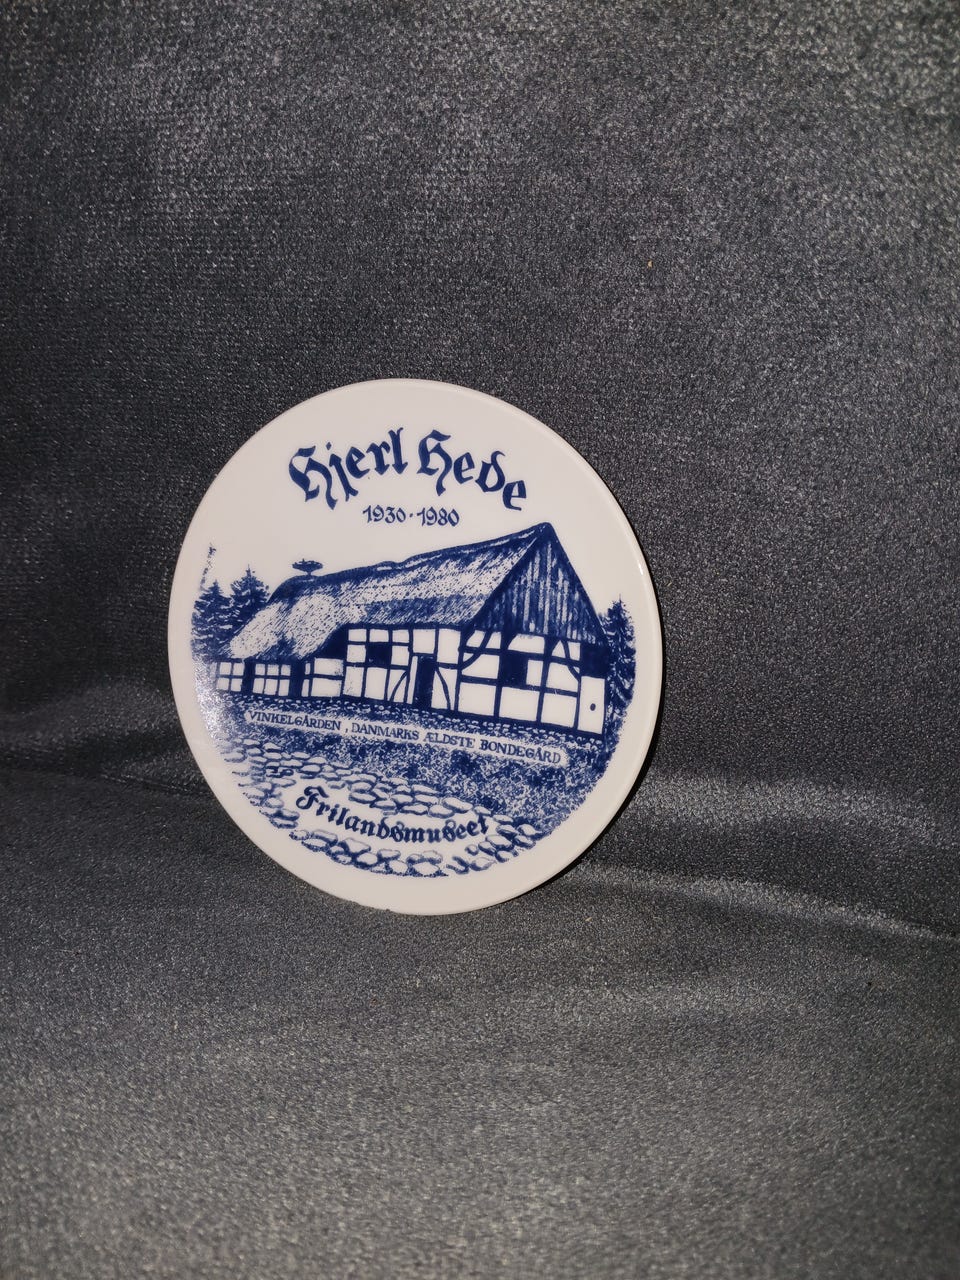 Hjerl Hede
1930·1980
VINKELGÅRDEN, DANMARKS ÆLDSTE BONDEGÅRD
Frilandsmuseet